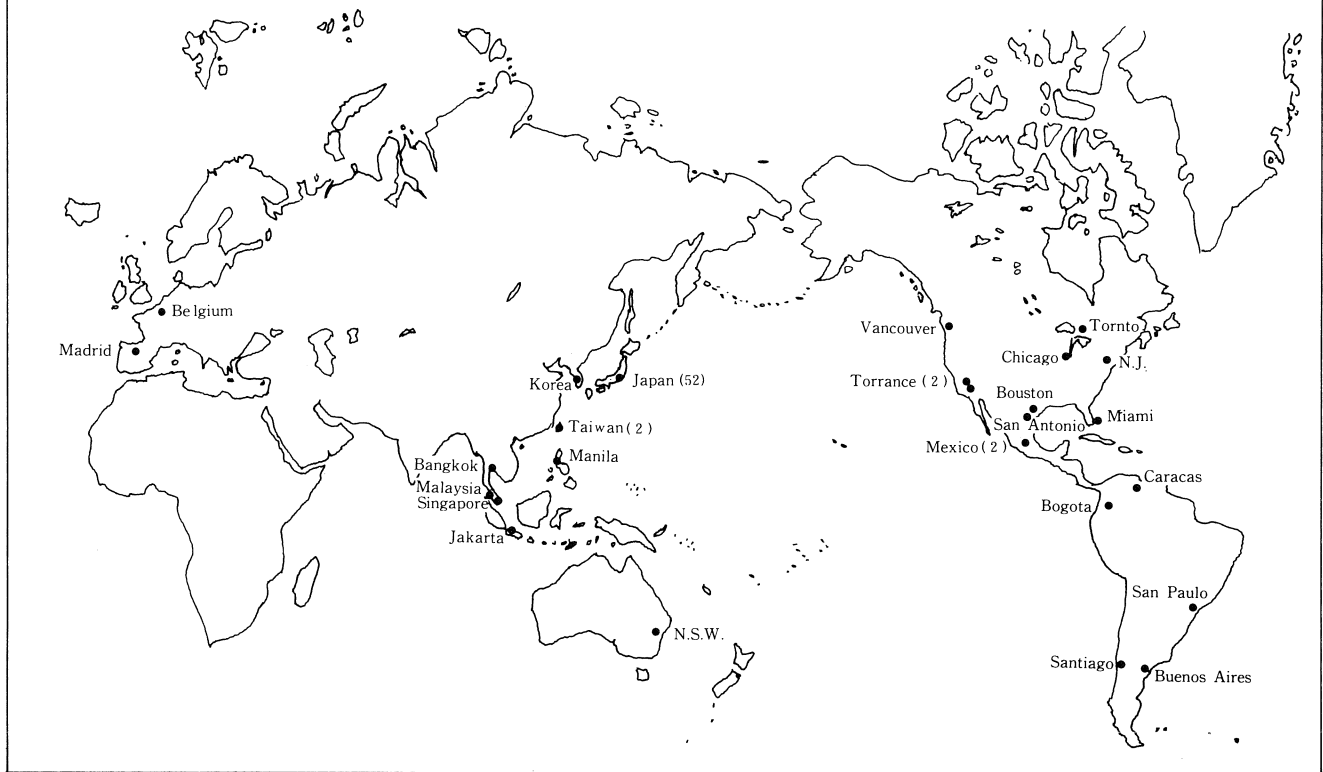 Belgium
Madrid
Korea
Japan (52)
Taiwan (2)
Manila
Bangkok
Malaysia
Singapore
Jakarta
N.S.W.
Vancouver
Tornto
Chicago
N.J.
Torrance (2)
Bouston
San Antonio
Miami
Mexico (2)
Caracas
Bogota
San Paulo
Santiago
Buenos Aires